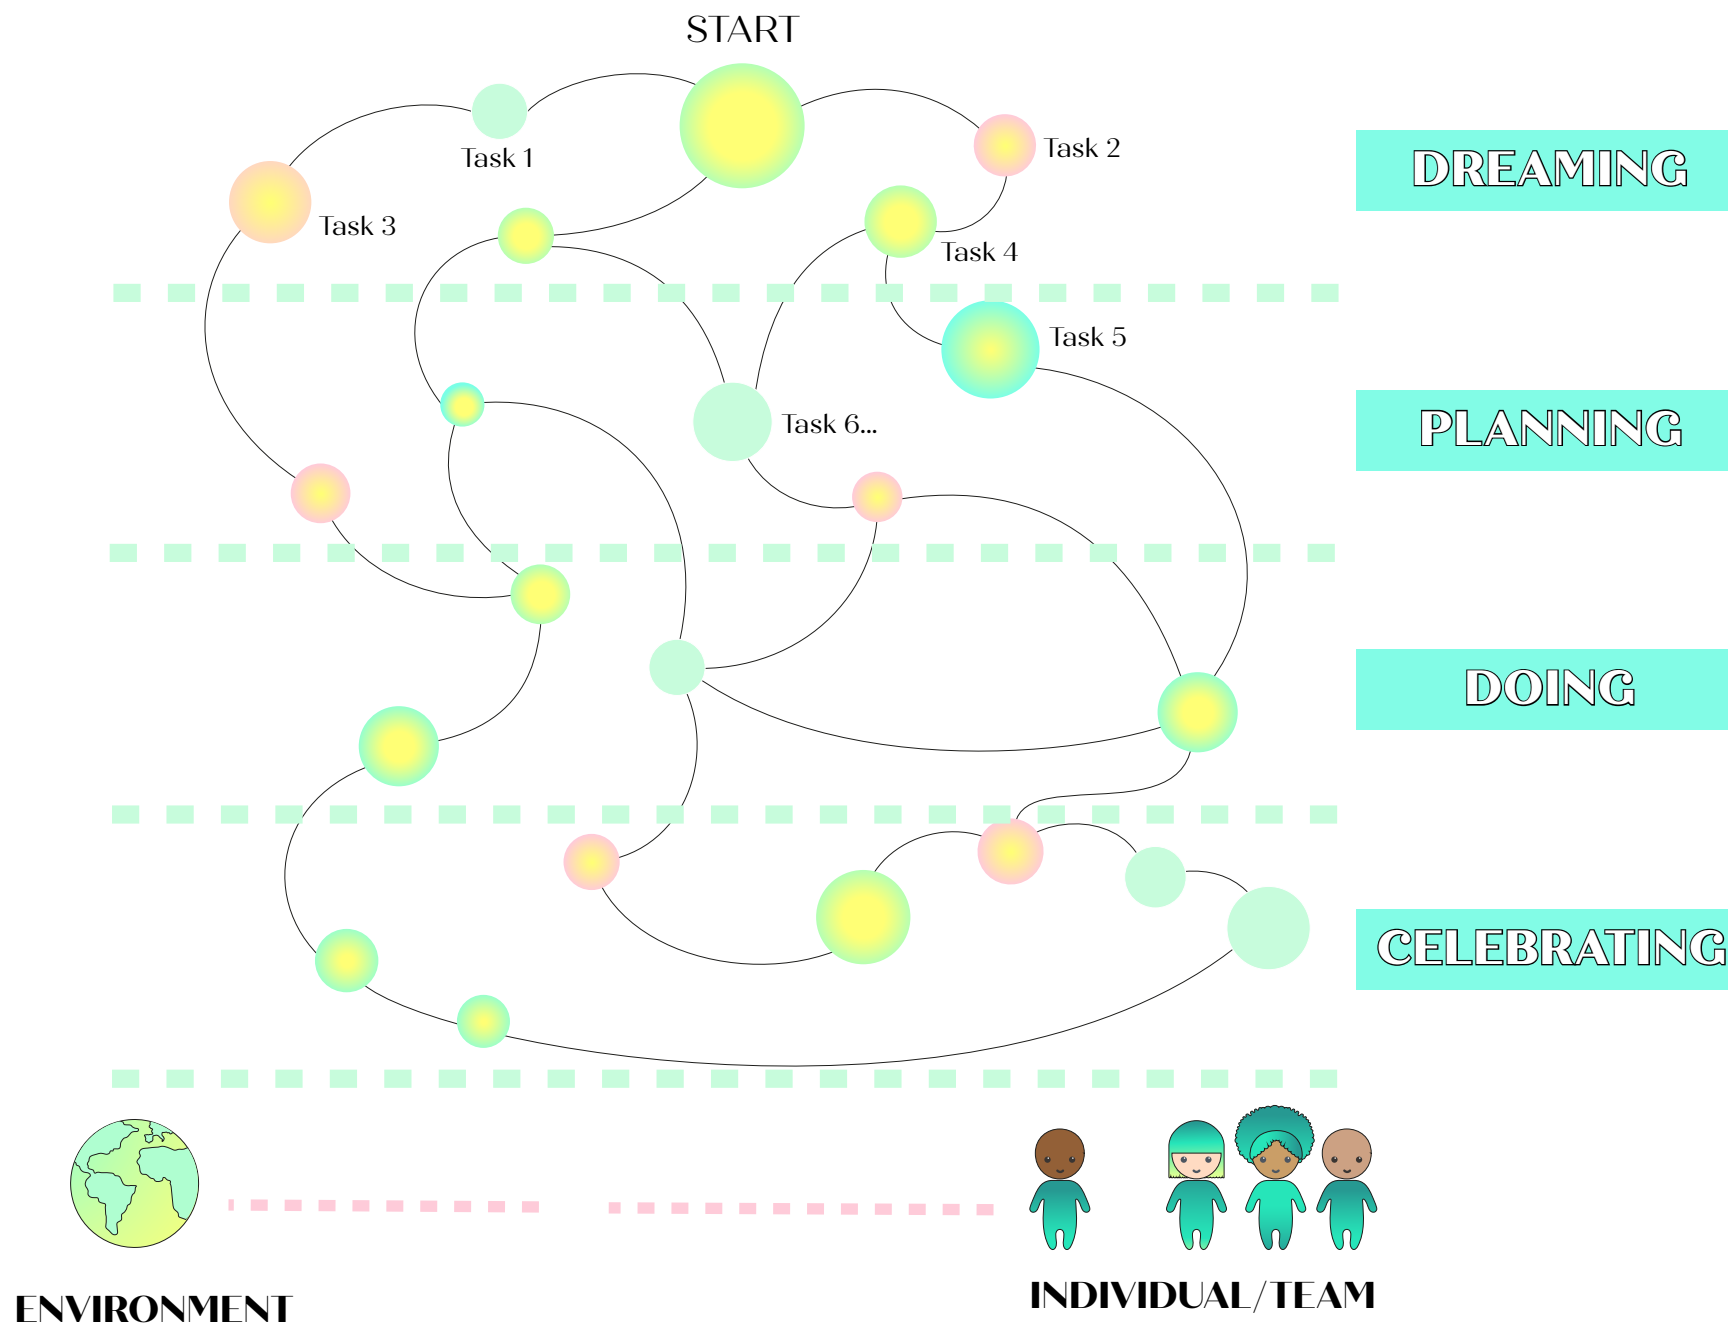 START
Task 1
Task 2
DREAMING
Task 3
Task 4
Task 5
Task 6...
PLANNING
DOING
CELEBRATING
ENVIRONMENT
INDIVIDUAL/TEAM